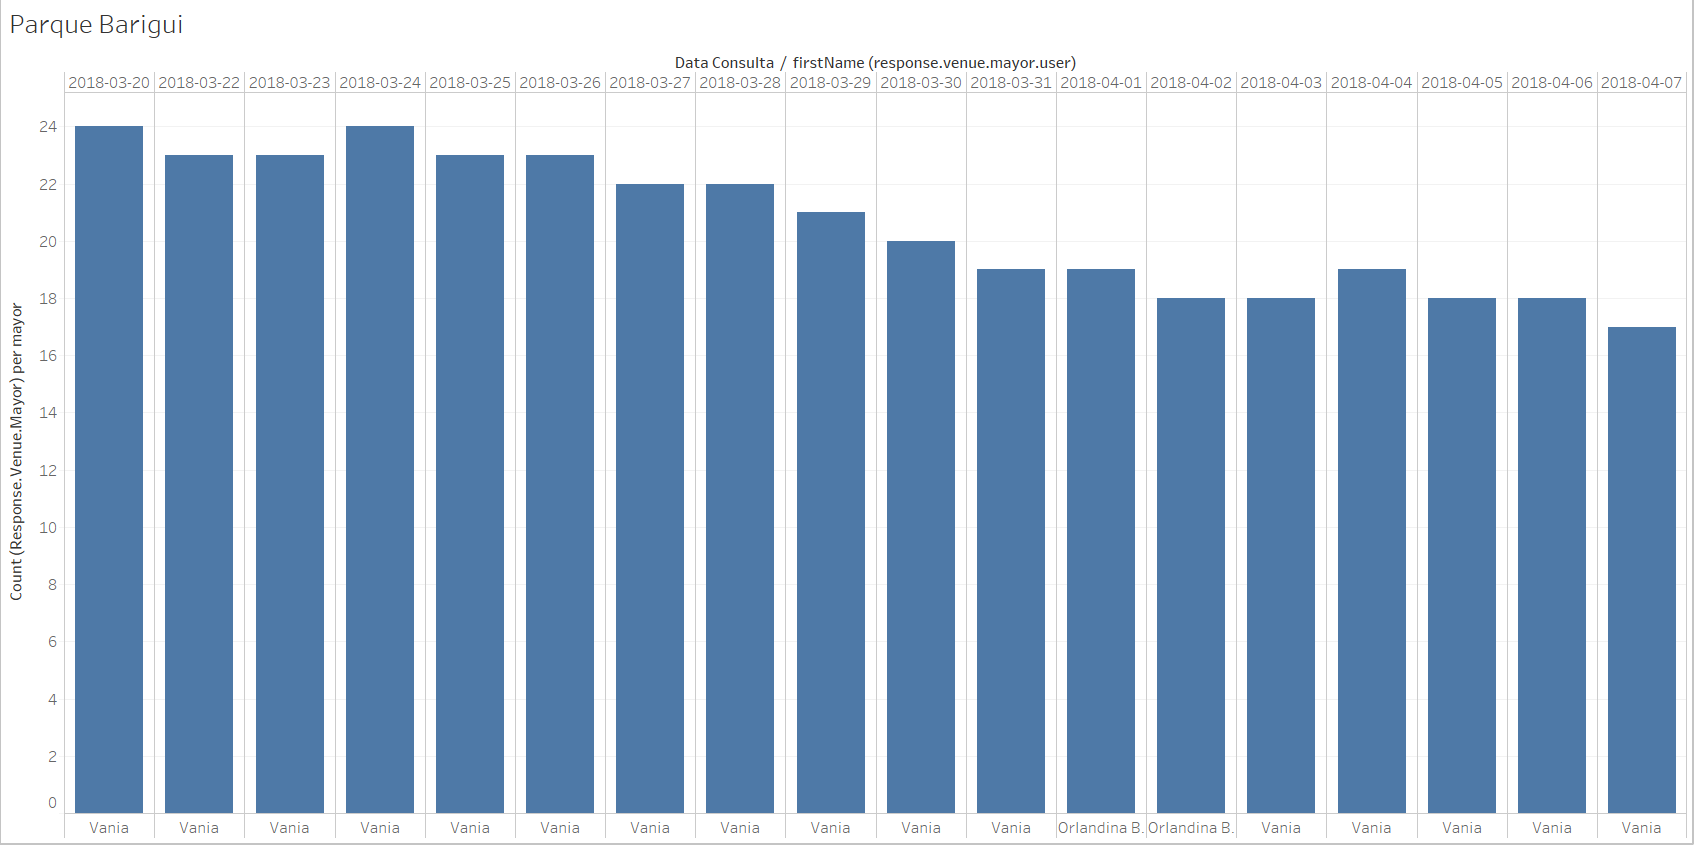 Parque Barigui
Data Consulta / firstName (response.venue.mayor.user)
2018-03-20 2018-03-22 2018-03-23 2018-03-24 2018-03-25 2018-03-26 2018-03-27 2018-03-28 2018-03-29 2018-03-30 2018-03-31 2018-04-01 2018-04-02 2018-04-03 2018-04-04 2018-04-05 2018-04-06 2018-04-07
Count (Response.Venue.Mayor) per mayor
24
22
20
18
16
14
12
10
8
6
4
2
0
Vania Vania Vania Vania Vania Vania Vania Vania Vania Vania Vania Orlandina B. Orlandina B. Vania Vania Vania Vania Vania